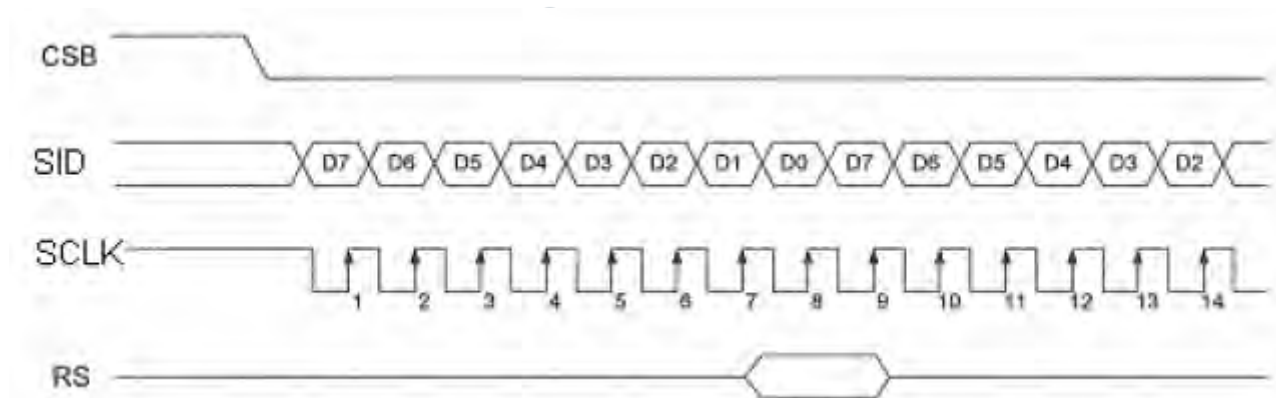 CSB
SID D7 D6 D5 D4 D3 D2 D1 D0 D7 D6 D5 D4 D3 D2
SCLK
1 2 3 4 5 6 7 8 9 10 11 12 13 14
RS